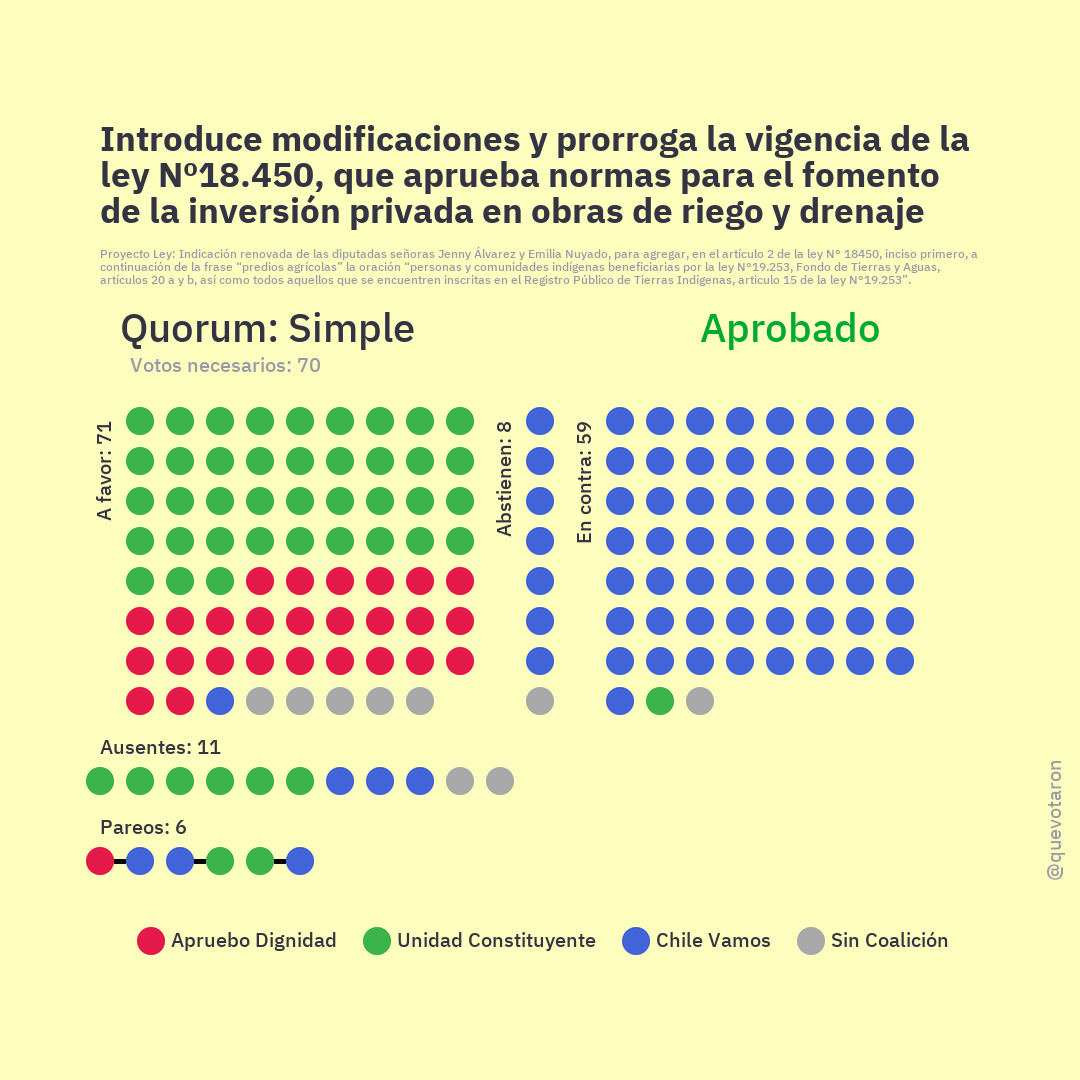 Introduce modificaciones y prorroga la vigencia de la
ley Nº18.450, que aprueba normas para el fomento
de la inversión privada en obras de riego y drenaje
Proyecto Ley: Indicación renovada de las diputadas señoras Jenny Álvarez y Emilia Nuyado, para agregar, en el artículo 2 de la ley N° 18450, inciso primero, a
continuación de la frase “predios agrícolas” la oración “personas y comunidades indígenas beneficiarias por la ley N°19.253, Fondo de Tierras y Aguas,
artículos 20 a y b, así como todos aquellos que se encuentren inscritas en el Registro Público de Tierras Indígenas, artículo 15 de la ley N°19.253”.
Quorum: Simple
Aprobado
Votos necesarios: 70
A favor: 71
Abstienen: 8
En contra: 59
Ausentes: 11
Pareos: 6
@quevotaron
Apruebo Dignidad
Unidad Constituyente
Chile Vamos
Sin Coalición